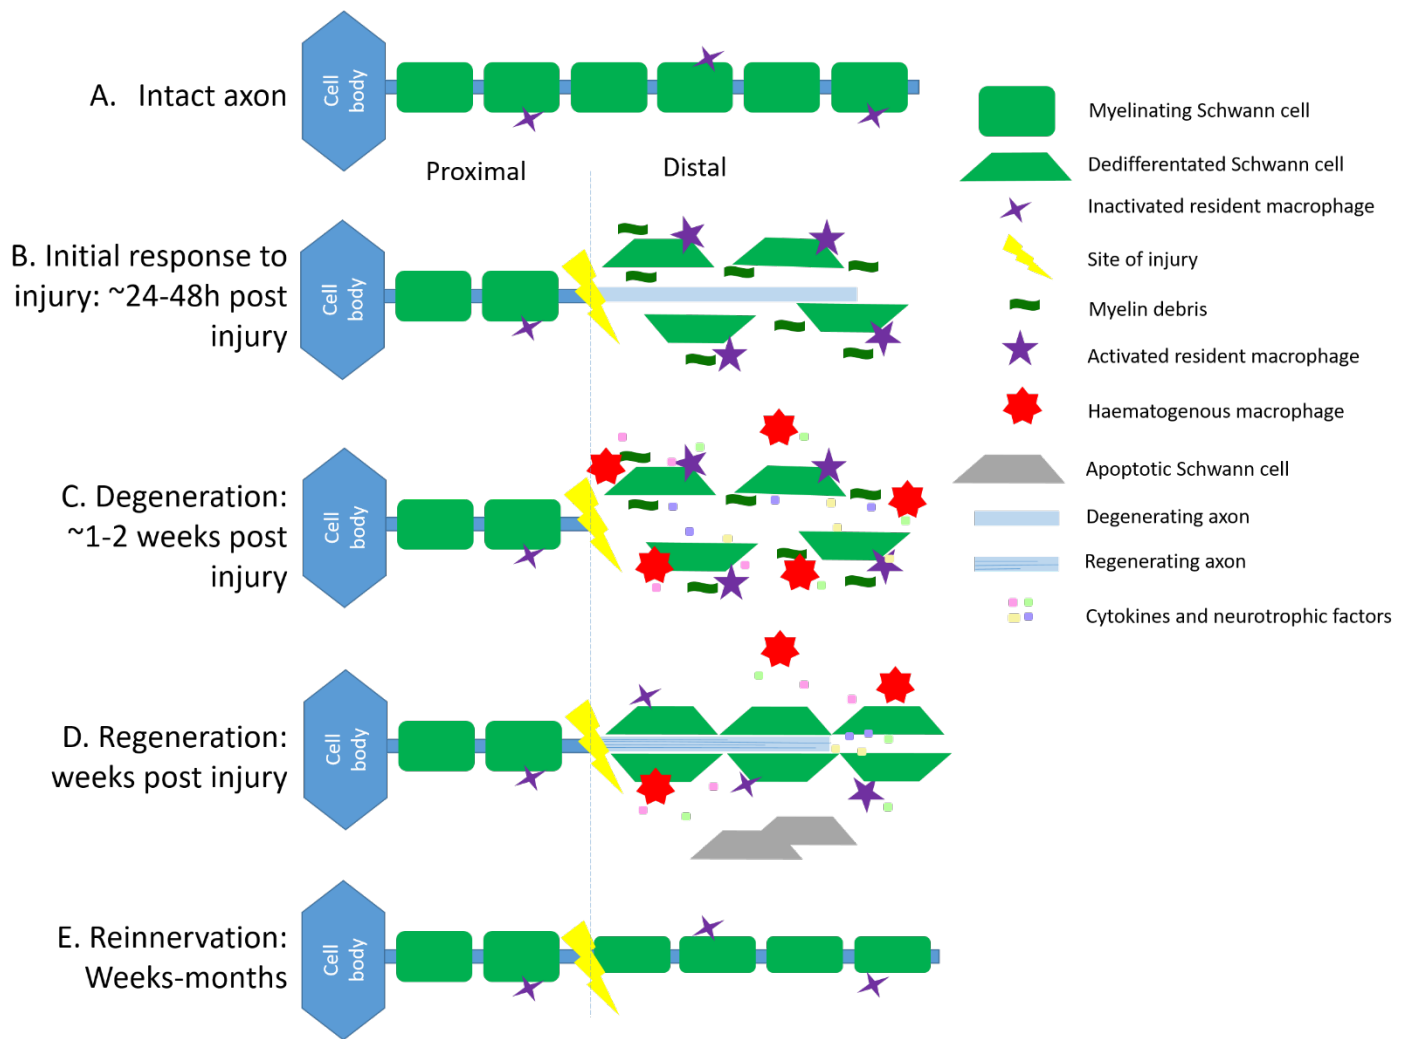 A. Intact axon
Cell
body
Proximal
Distal
B. Initial response to
injury: ~24-48h post
injury
Cell
body
C. Degeneration:
~1-2 weeks post
injury
Cell
body
D. Regeneration:
weeks post injury
Cell
body
E. Reinnervation:
Weeks-months
Cell
body
Myelinating Schwann cell
Dedifferentated Schwann cell
Inactivated resident macrophage
Site of injury
Myelin debris
Activated resident macrophage
Haematogenous macrophage
Apoptotic Schwann cell
Degenerating axon
Regenerating axon
Cytokines and neurotrophic factors